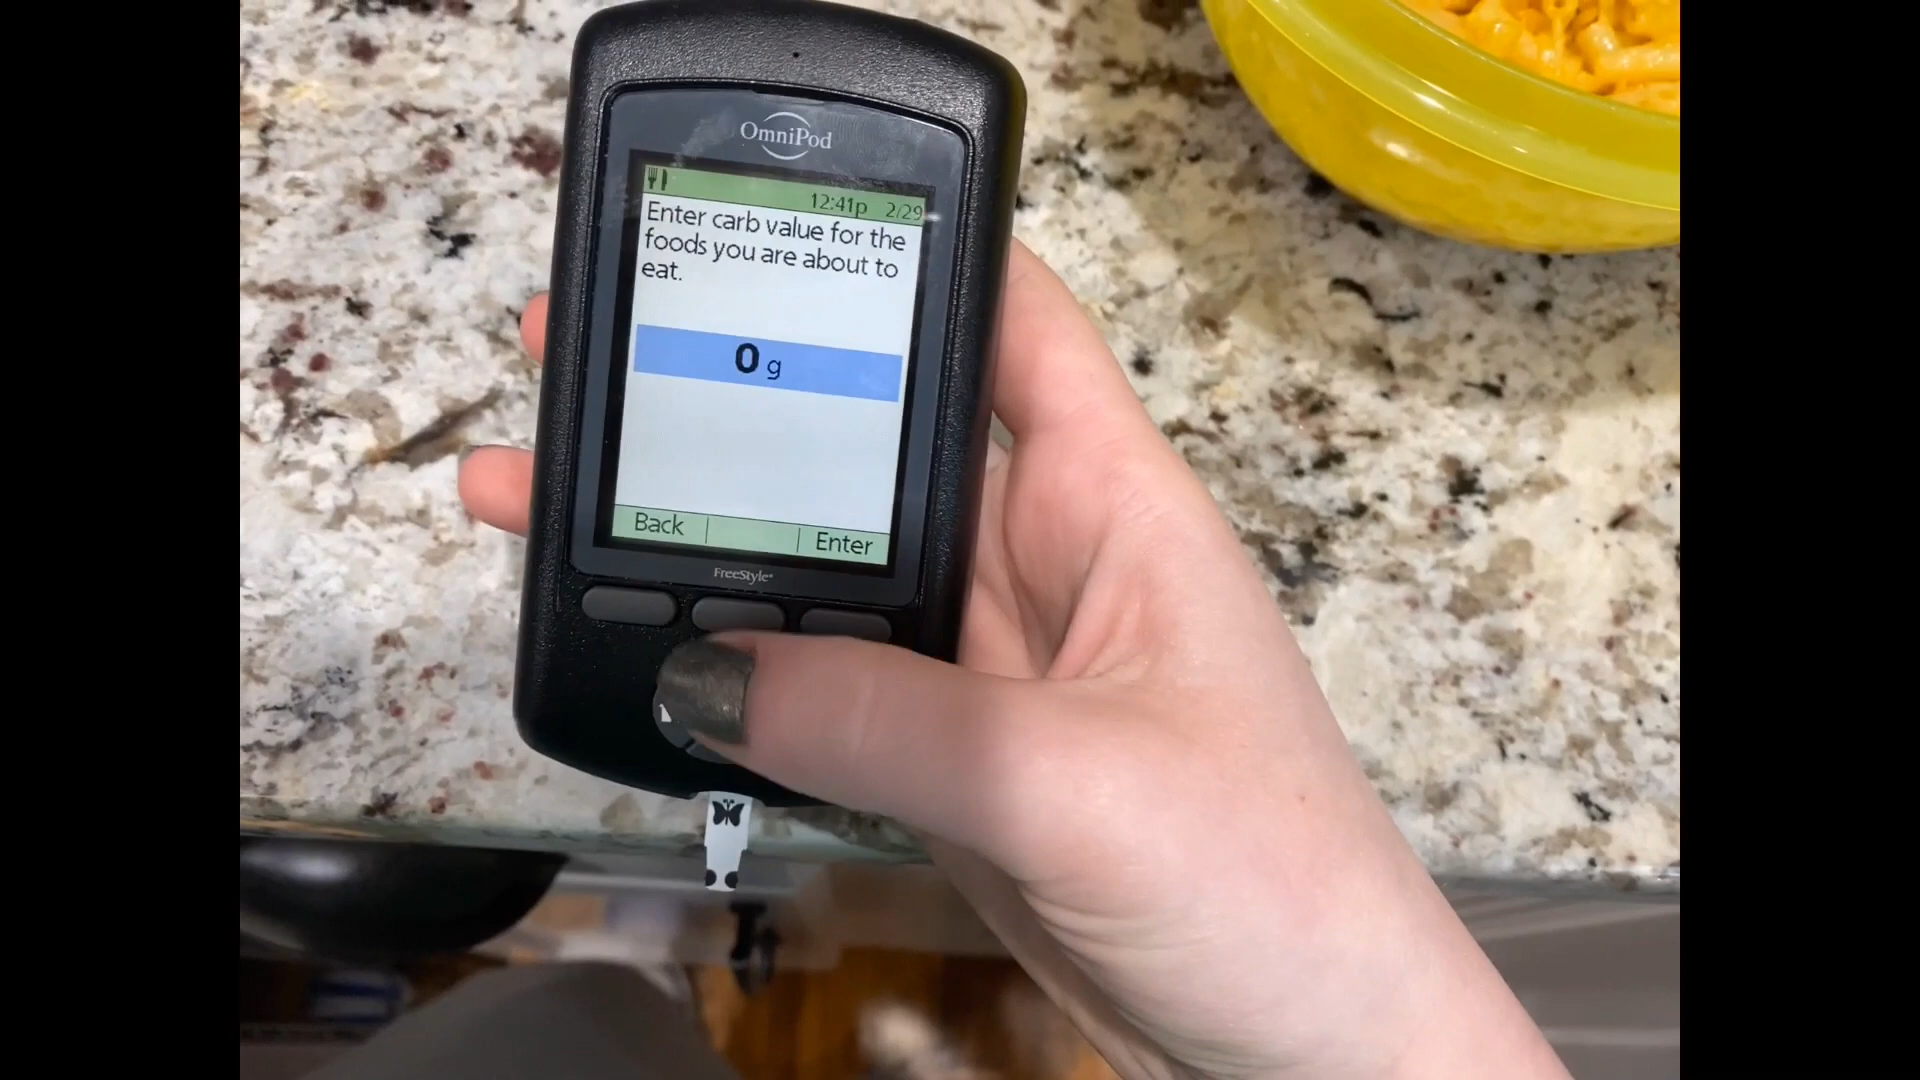 OmniPod
12:41p 2/29
Enter carb value for the
foods you are about to
eat.
0 g
Back Enter
FreeStyle